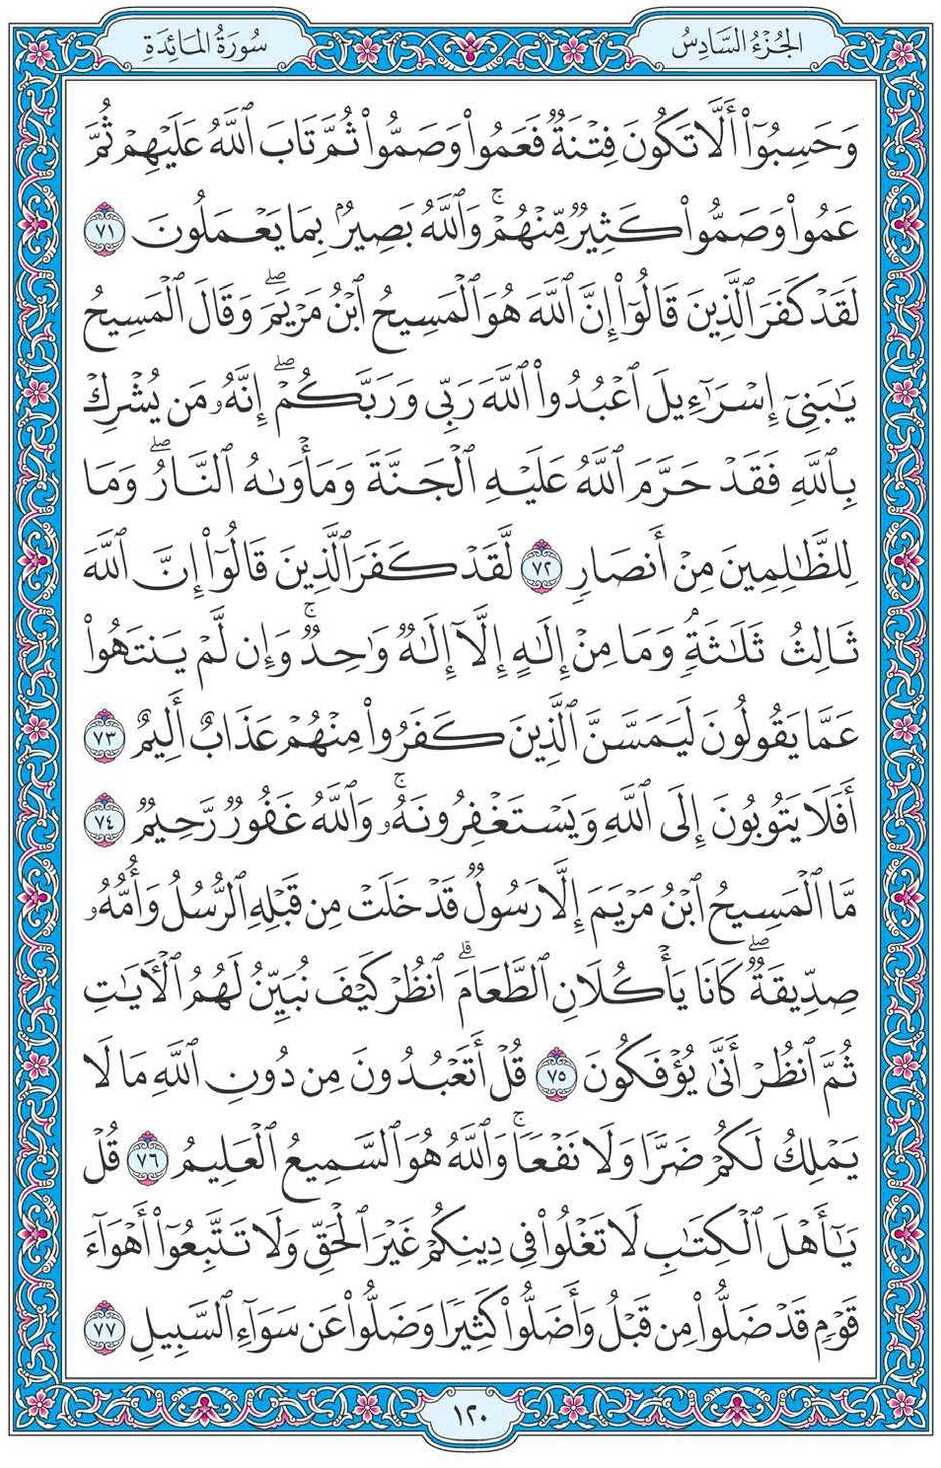 الجُزْءُ السَّادِسُ
سُورَةُ المَائِدَةِ
وَحَسِبُوٓا۟ أَلَّا تَكُونَ فِتْنَةٌ فَعَمُوا۟ وَصَمُّوا۟ ثُمَّ تَابَ ٱللَّهُ عَلَيْهِمْ ثُمَّ
عَمُوا۟ وَصَمُّوا۟ كَثِيرٌ مِّنْهُمْ ۚ وَٱللَّهُ بَصِيرٌۢ بِمَا يَعْمَلُونَ ٧١
لَقَدْ كَفَرَ ٱلَّذِينَ قَالُوٓا۟ إِنَّ ٱللَّهَ هُوَ ٱلْمَسِيحُ ٱبْنُ مَرْيَمَ ۖ وَقَالَ ٱلْمَسِيحُ
يَٰبَنِىٓ إِسْرَٰٓءِيلَ ٱعْبُدُوا۟ ٱللَّهَ رَبِّى وَرَبَّكُمْ ۖ إِنَّهُۥ مَن يُشْرِكْ
بِٱللَّهِ فَقَدْ حَرَّمَ ٱللَّهُ عَلَيْهِ ٱلْجَنَّةَ وَمَأْوَىٰهُ ٱلنَّارُ ۖ وَمَا
لِلظَّٰلِمِينَ مِنْ أَنصَارٍ ٧٢ لَّقَدْ كَفَرَ ٱلَّذِينَ قَالُوٓا۟ إِنَّ ٱللَّهَ
ثَالِثُ ثَلَٰثَةٍ ۘ وَمَا مِنْ إِلَٰهٍ إِلَّآ إِلَٰهٌ وَٰحِدٌ ۚ وَإِن لَّمْ يَنتَهُوا۟
عَمَّا يَقُولُونَ لَيَمَسَّنَّ ٱلَّذِينَ كَفَرُوا۟ مِنْهُمْ عَذَابٌ أَلِيمٌ ٧٣
أَفَلَا يَتُوبُونَ إِلَى ٱللَّهِ وَيَسْتَغْفِرُونَهُۥ ۚ وَٱللَّهُ غَفُورٌ رَّحِيمٌ ٧٤
مَّا ٱلْمَسِيحُ ٱبْنُ مَرْيَمَ إِلَّا رَسُولٌ قَدْ خَلَتْ مِن قَبْلِهِ ٱلرُّسُلُ وَأُمُّهُۥ
صِدِّيقَةٌ ۖ كَانَا يَأْكُلَانِ ٱلطَّعَامَ ۗ ٱنظُرْ كَيْفَ نُبَيِّنُ لَهُمُ ٱلْءَايَٰتِ
ثُمَّ ٱنظُرْ أَنَّىٰ يُؤْفَكُونَ ٧٥ قُلْ أَتَعْبُدُونَ مِن دُونِ ٱللَّهِ مَا لَا
يَمْلِكُ لَكُمْ ضَرًّا وَلَا نَفْعًا ۚ وَٱللَّهُ هُوَ ٱلسَّمِيعُ ٱلْعَلِيمُ ٧٦ قُلْ
يَٰٓأَهْلَ ٱلْكِتَٰبِ لَا تَغْلُوا۟ فِى دِينِكُمْ غَيْرَ ٱلْحَقِّ وَلَا تَتَّبِعُوٓا۟ أَهْوَآءَ
قَوْمٍ قَدْ ضَلُّوا۟ مِن قَبْلُ وَأَضَلُّوا۟ كَثِيرًا وَضَلُّوا۟ عَن سَوَآءِ ٱلسَّبِيلِ ٧٧
١٢٠